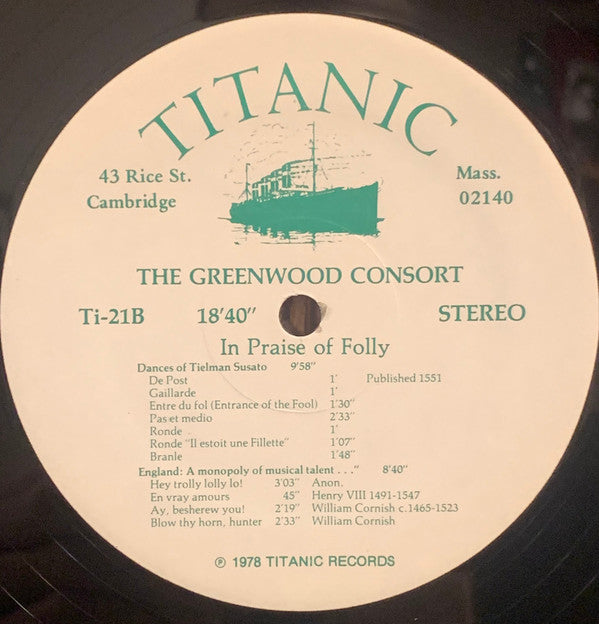 TITANIC
43 Rice St. Mass.
Cambridge 02140
THE GREENWOOD CONSORT
Ti-21B 18'40" STEREO
In Praise of Folly
Dances of Tielman Susato 9'58"
De Post 1' Published 1551
Gaillarde 1'
Entre du fol (Entrance of the Fool) 1'30"
Pas et medio 2'33"
Ronde 1'
Ronde "Il estoit une Fillette" 1'07"
Branle 1'48"
England: A monopoly of musical talent . . ." 8'40"
Hey trolly lolly lo! 3'03" Anon.
En vray amours 45" Henry VIII 1491-1547
Ay, besherew you! 2'19" William Cornish c.1465-1523
Blow thy horn, hunter 2'33" William Cornish
℗ 1978 TITANIC RECORDS